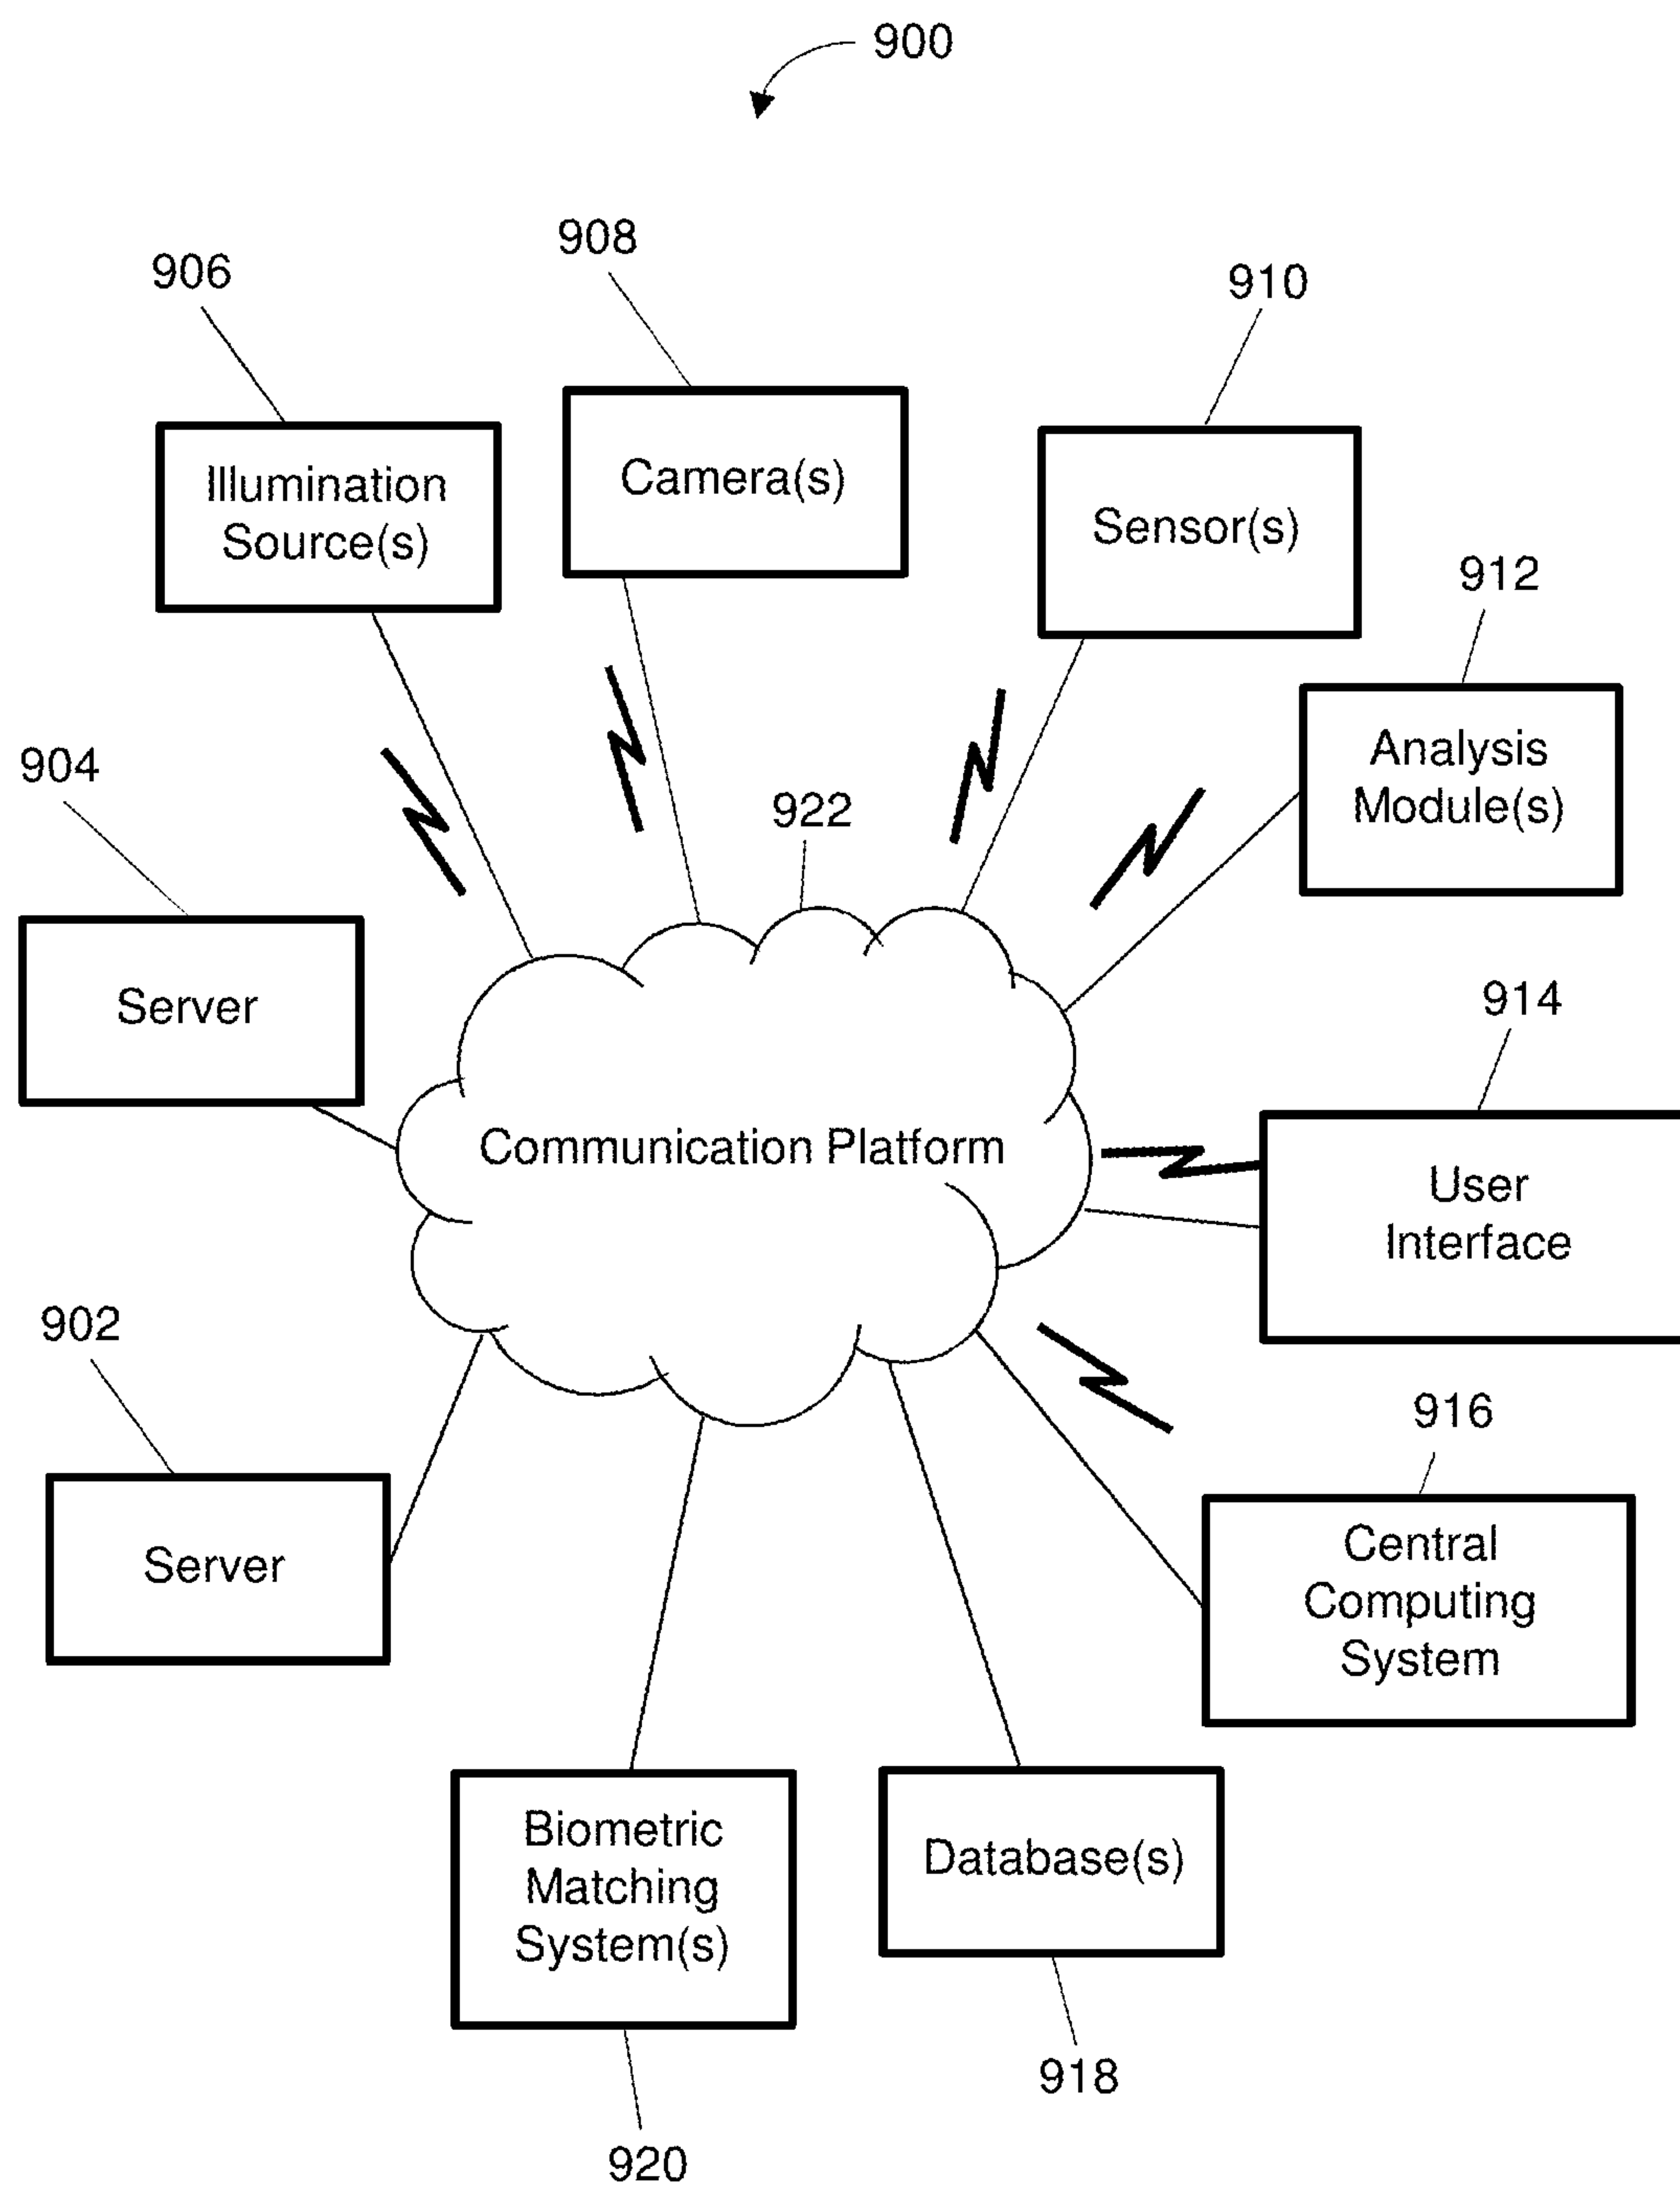 900
908
906
910
Illumination
Source(s)
Camera(s)
Sensor(s)
912
Analysis
Module(s)
904
922
Server
914
Communication Platform
User
Interface
902
916
Server
Central
Computing
System
Biometric
Matching
System(s)
Database(s)
918
920